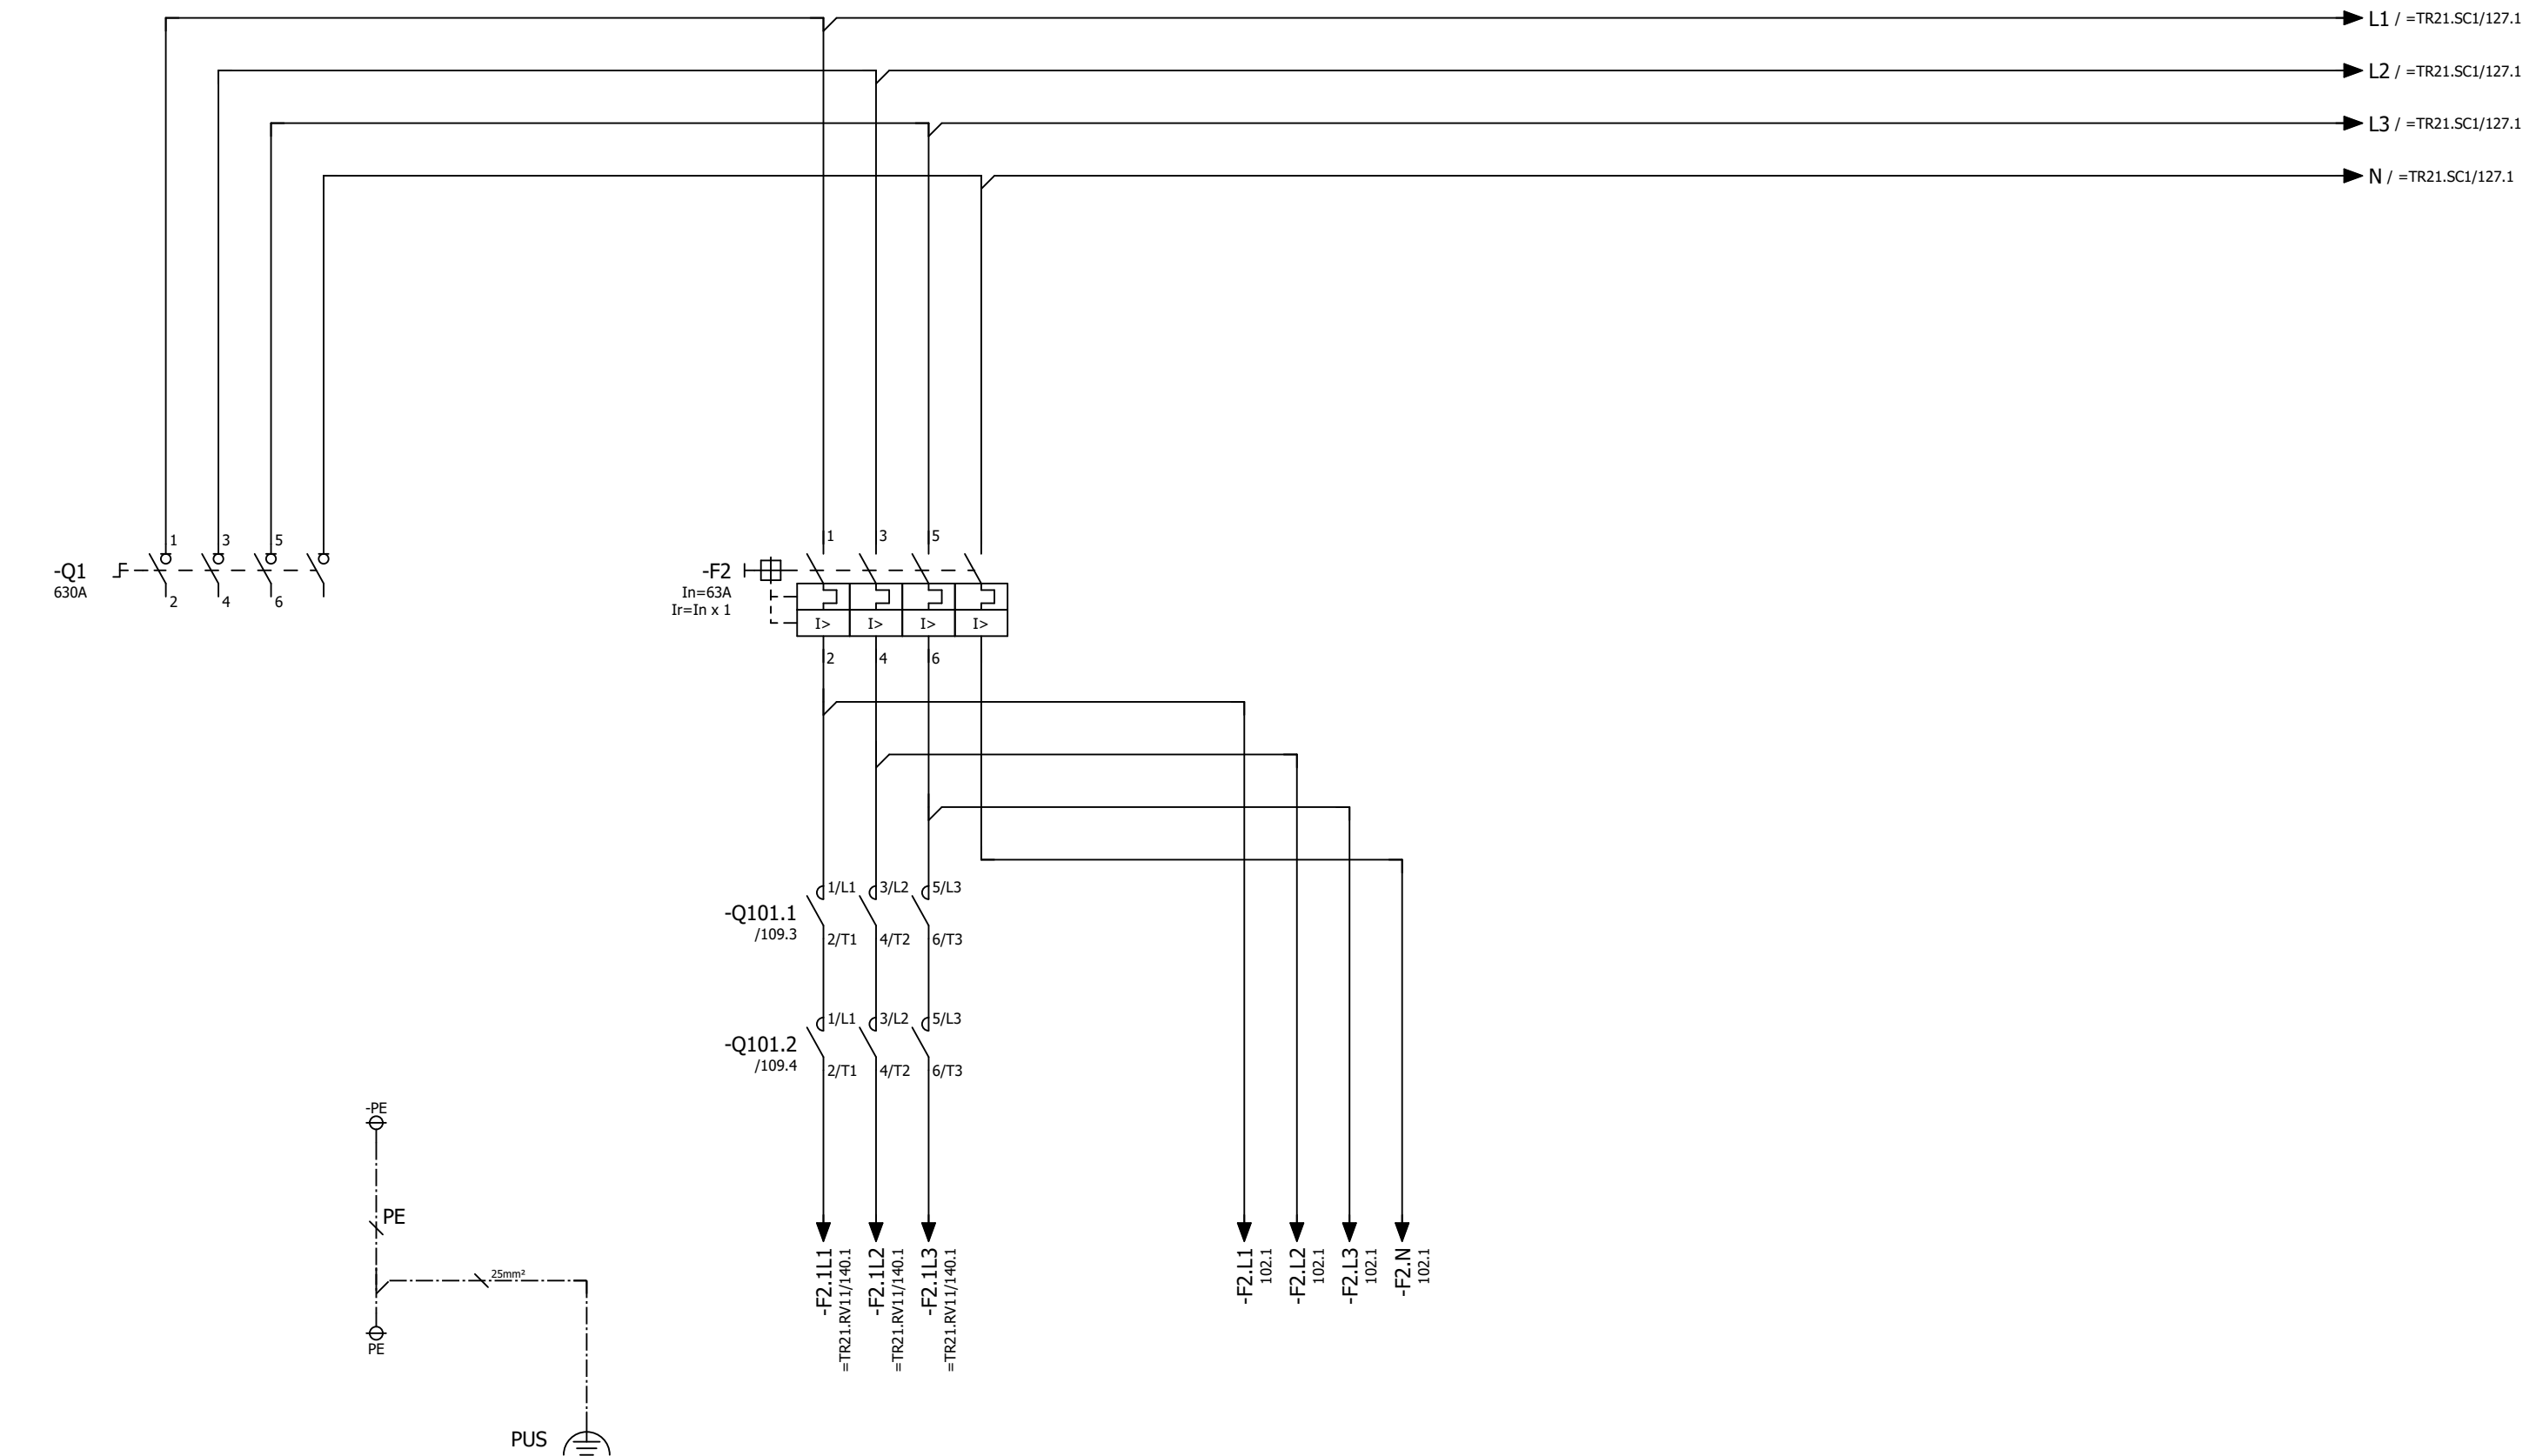 L1 / =TR21.SC1/127.1
L2 / =TR21.SC1/127.1
L3 / =TR21.SC1/127.1
N / =TR21.SC1/127.1
1 3 5
-Q1
630A
2 4 6
1 3 5
-F2
In=63A
Ir=In x 1
I> I> I> I>
2 4 6
1/L1 3/L2 5/L3
-Q101.1
/109.3
2/T1 4/T2 6/T3
1/L1 3/L2 5/L3
-Q101.2
/109.4
2/T1 4/T2 6/T3
-PE
PE
25mm²
PE
PUS
-F2.1L1
=TR21.RV11/140.1
-F2.1L2
=TR21.RV11/140.1
-F2.1L3
=TR21.RV11/140.1
-F2.L1
102.1
-F2.L2
102.1
-F2.L3
102.1
-F2.N
102.1